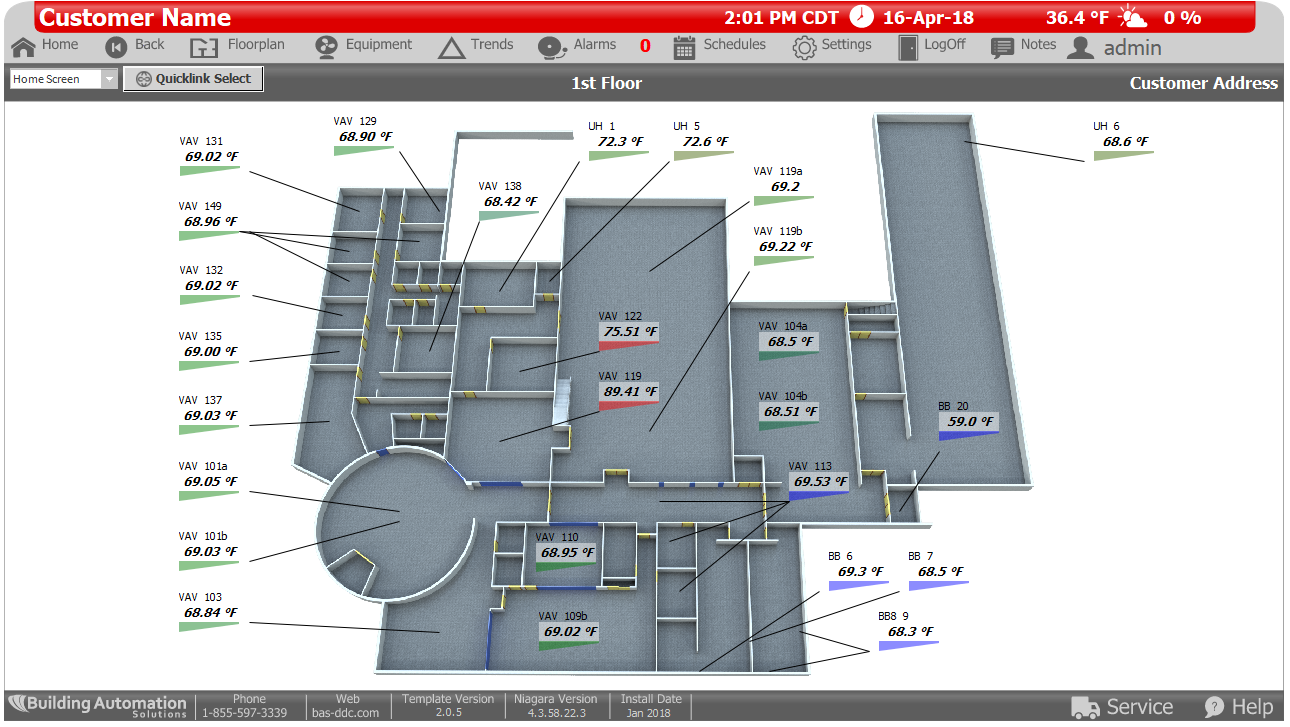 Customer Name
2:01 PM CDT 16-Apr-18 36.4 °F 0 %
Home Back Floorplan Equipment Trends Alarms 0 Schedules Settings LogOff Notes admin
Home Screen Quicklink Select 1st Floor Customer Address
VAV 129
68.90 °F
UH 1
72.3 °F
UH 5
72.6 °F
UH 6
68.6 °F
VAV 131
69.02 °F
VAV 119a
69.2
VAV 138
68.42 °F
VAV 149
68.96 °F
VAV 119b
69.22 °F
VAV 132
69.02 °F
VAV 122
75.51 °F
VAV 104a
68.5 °F
VAV 135
69.00 °F
VAV 119
89.41 °F
VAV 104b
68.51 °F
VAV 137
69.03 °F
BB 20
59.0 °F
VAV 101a
69.05 °F
VAV 113
69.53 °F
VAV 101b
69.03 °F
VAV 110
68.95 °F
BB 6
69.3 °F
BB 7
68.5 °F
VAV 103
68.84 °F
VAV 109b
69.02 °F
BB8 9
68.3 °F
Building Automation
Solutions
Phone
1-855-597-3339
Web
bas-ddc.com
Template Version
2.0.5
Niagara Version
4.3.58.22.3
Install Date
Jan 2018
Service
? Help